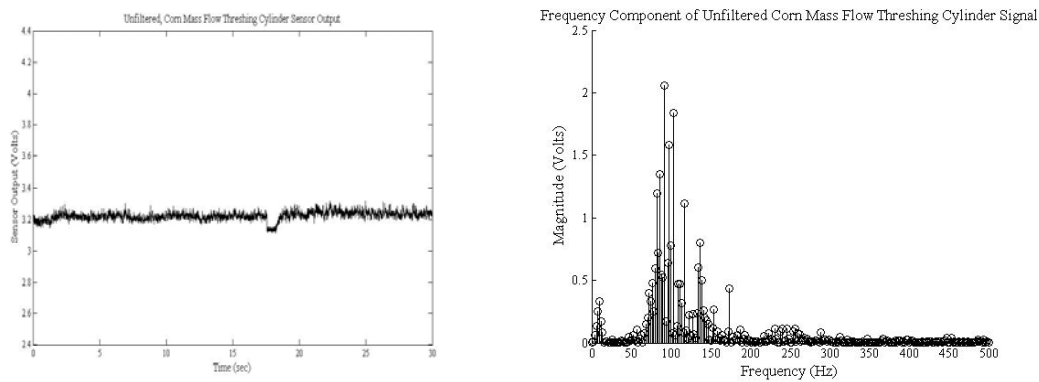 Unfiltered, Corn Mass Flow Threshing Cylinder Sensor Output
4.4
4.2
4
3.8
3.6
3.4
3.2
3
2.8
2.6
2.4
Sensor Output (Volts)
0 5 10 15 20 25 30
Time (sec)
Frequency Component of Unfiltered Corn Mass Flow Threshing Cylinder Signal
2.5
2
1.5
1
0.5
0
Magnitude (Volts)
0 50 100 150 200 250 300 350 400 450 500
Frequency (Hz)